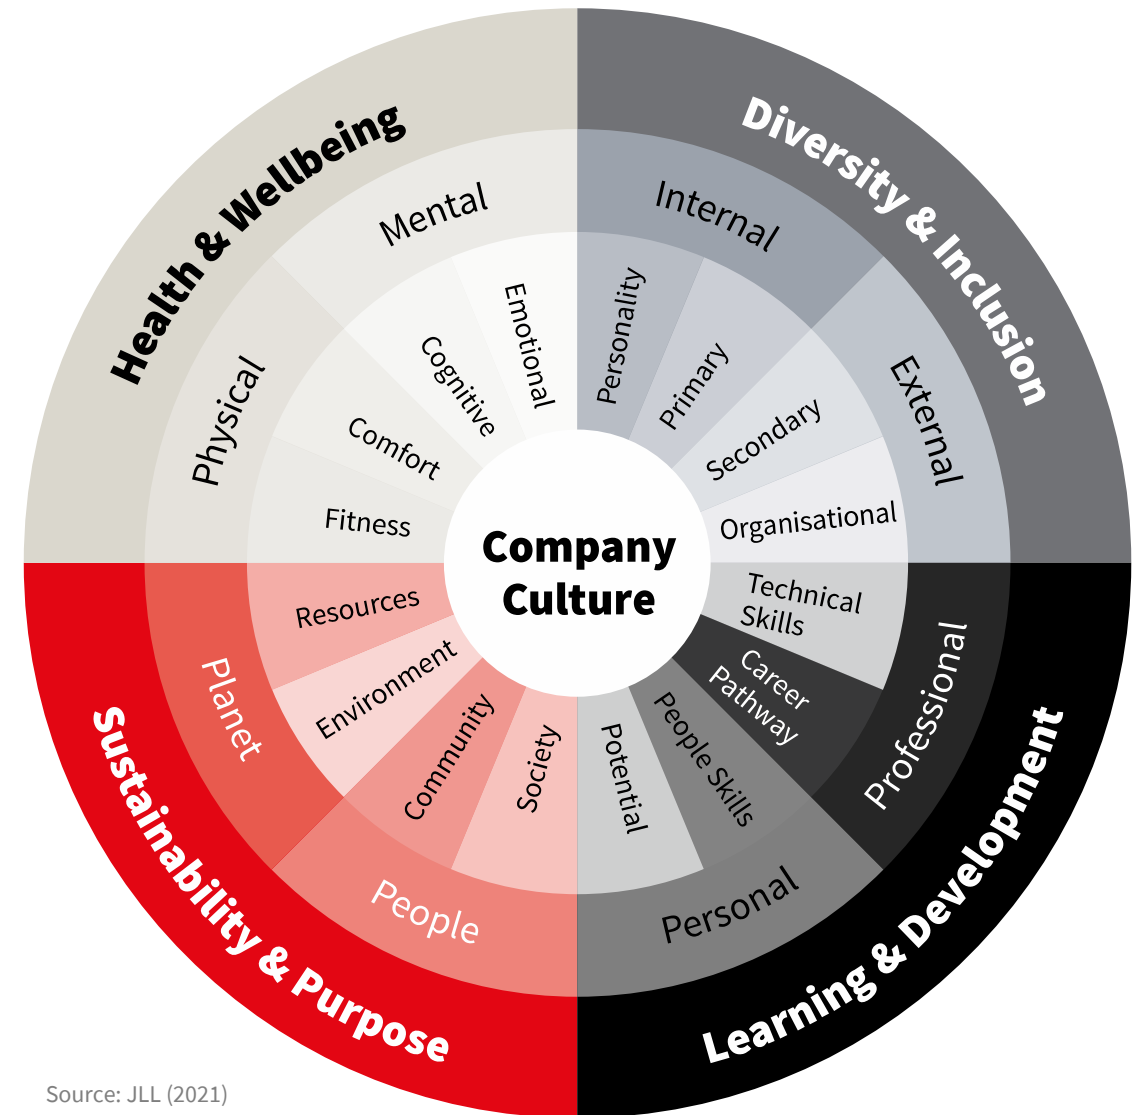 Health & Wellbeing
Diversity & Inclusion
Mental
Internal
Physical
External
Emotional
Cognitive
Comfort
Fitness
Personality
Primary
Secondary
Organisational
Company
Culture
Resources
Environment
Community
Society
Technical
Skills
Career
Pathway
People Skills
Potential
Planet
People
Professional
Personal
Sustainability & Purpose
Learning & Development
Source: JLL (2021)